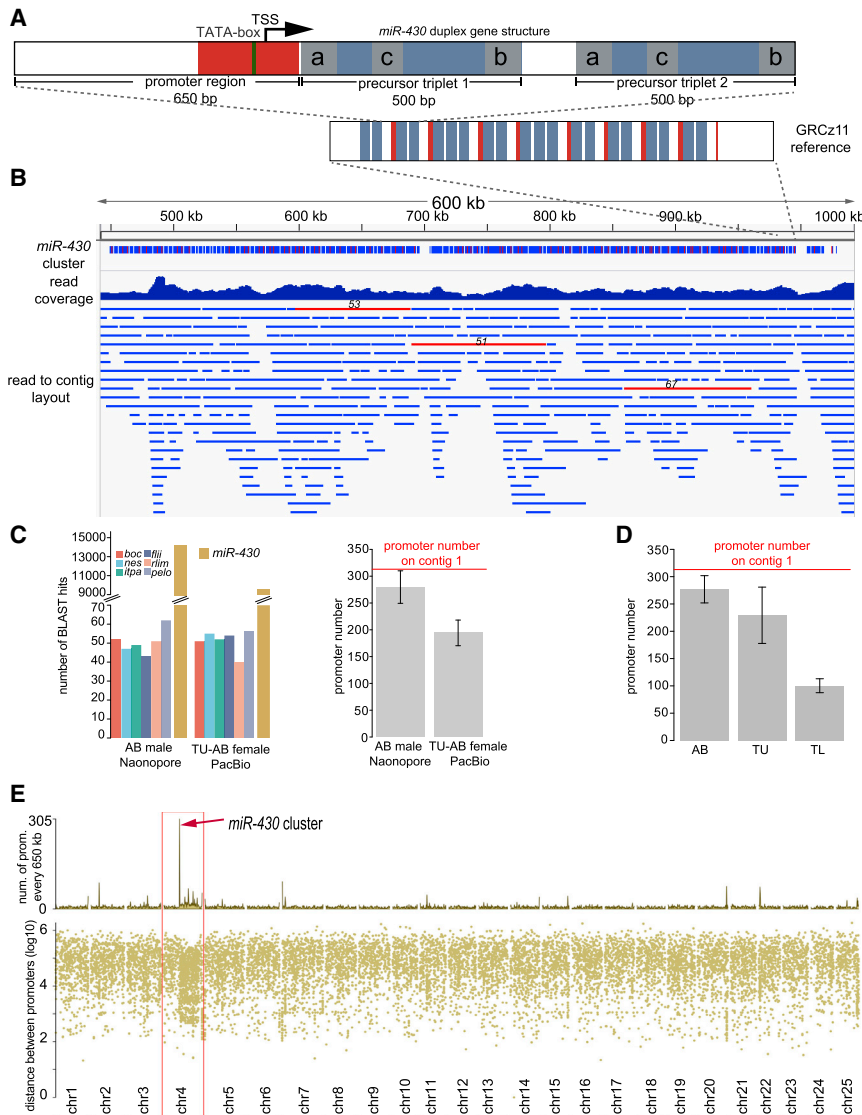 A
TSS
TATA-box
miR-430 duplex gene structure
a c b a c b
promoter region
precursor triplet 1
precursor triplet 2
650 bp
500 bp
500 bp
GRCz11
reference
B
600 kb
500 kb 600 kb 700 kb 800 kb 900 kb 1000 kb
miR-430
cluster
read
coverage
53
51
67
read to contig
layout
C
number of BLAST hits
15000
13000
11000
9000
70
60
50
40
30
20
10
0
boc flii
nes rlim
itpa pelo
miR-430
AB male
Naonopore
TU-AB female
PacBio
promoter number
350
300
250
200
150
100
50
0
promoter number
on contig 1
AB male
Naonopore
TU-AB female
PacBio
D
promoter number
350
300
250
200
150
100
50
0
promoter number
on contig 1
AB TU TL
E
num. of prom.
every 650 kb
305
0
miR-430 cluster
distance between promoters (log10)
6
4
2
0
chr1 chr2 chr3 chr4 chr5 chr6 chr7 chr8 chr9 chr10 chr11 chr12 chr13 chr14 chr15 chr16 chr17 chr18 chr19 chr20 chr21 chr22 chr23 chr24 chr25